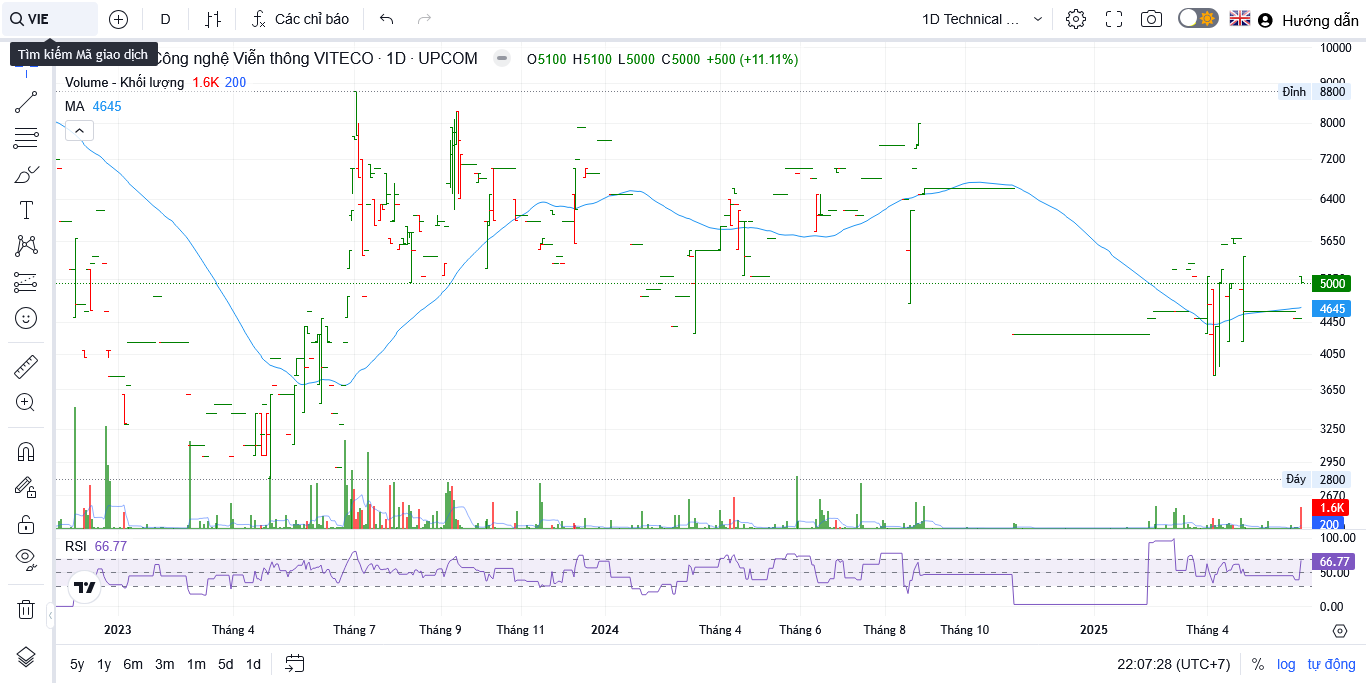 VIE
D
Các chỉ báo
1D Technical ...
Hướng dẫn
Tìm kiếm Mã giao dịch
Công nghệ Viễn thông VITECO · 1D · UPCOM
O5100 H5100 L5000 C5000 +500 (+11.11%)
Volume - Khối lượng 1.6K 200
MA 4645
10000
9000
Đỉnh 8800
8000
7200
6400
5650
5000
4645
4450
4050
3650
3250
2950
Đáy 2800
2670
1.6K
200
RSI 66.77
100.00
66.77
50.00
0.00
2023 Tháng 4 Tháng 7 Tháng 9 Tháng 11 2024 Tháng 4 Tháng 6 Tháng 8 Tháng 10 2025 Tháng 4
5y 1y 6m 3m 1m 5d 1d
22:07:28 (UTC+7) % log tự động